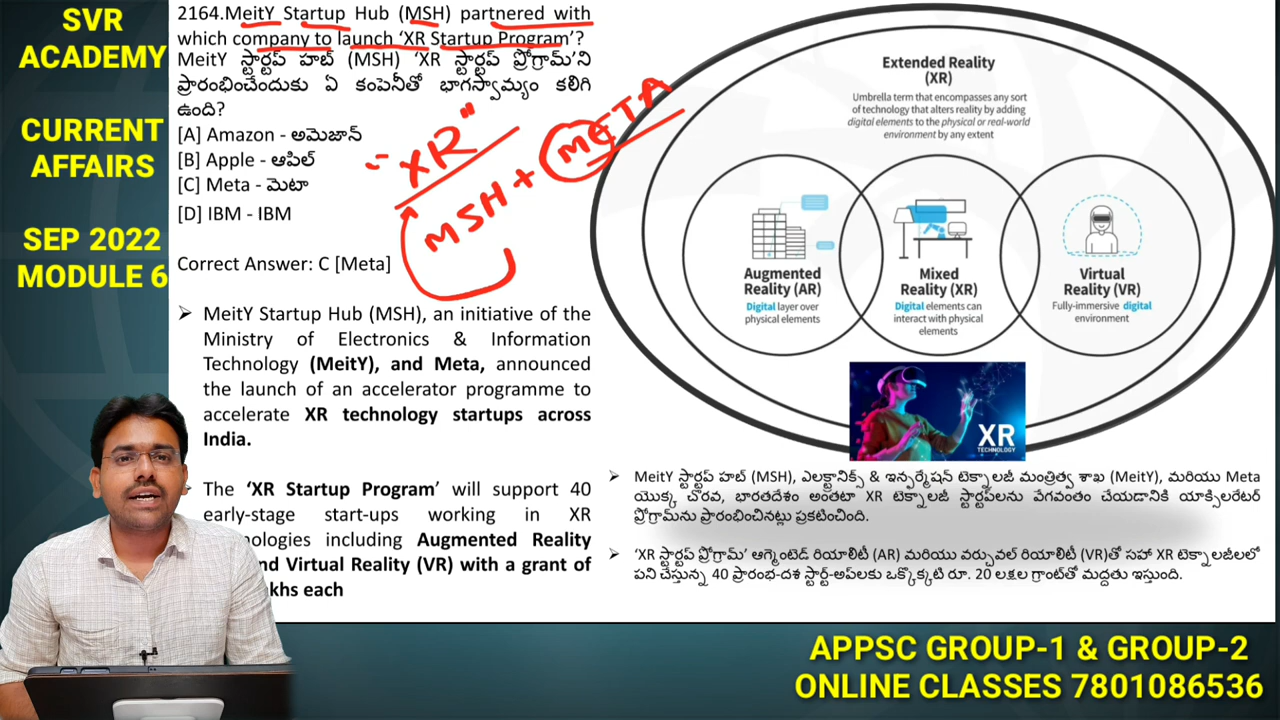 SVR
ACADEMY
CURRENT
AFFAIRS
SEP 2022
MODULE 6
2164.MeitY Startup Hub (MSH) partnered with
which company to launch ‘XR Startup Program’?
MeitY స్టార్టప్ హబ్ (MSH) ‘XR స్టార్టప్ ప్రోగ్రామ్’ని
ప్రారంభించేందుకు ఏ కంపెనీతో భాగస్వామ్యం కలిగి
ఉంది?
[A] Amazon - అమెజాన్
[B] Apple - ఆపిల్
[C] Meta - మెటా
[D] IBM - IBM
Correct Answer: C [Meta]
"XR"
MSH + META
➢ MeitY Startup Hub (MSH), an initiative of the
Ministry of Electronics & Information
Technology (MeitY), and Meta, announced
the launch of an accelerator programme to
accelerate XR technology startups across
India.
The ‘XR Startup Program’ will support 40
early-stage start-ups working in XR
nologies including Augmented Reality
nd Virtual Reality (VR) with a grant of
khs each
Extended Reality
(XR)
Umbrella term that encompasses any sort
of technology that alters reality by adding
digital elements to the physical or real-world
environment by any extent
Augmented
Reality (AR)
Digital layer over
physical elements
Mixed
Reality (XR)
Digital elements can
interact with physical
elements
Virtual
Reality (VR)
Fully-immersive digital
environment
XR
TECHNOLOGY
➢ MeitY స్టార్టప్ హబ్ (MSH), ఎలక్ట్రానిక్స్ & ఇన్ఫర్మేషన్ టెక్నాలజీ మంత్రిత్వ శాఖ (MeitY), మరియు Meta
యొక్క చొరవ, భారతదేశం అంతటా XR టెక్నాలజీ స్టార్టప్‌లను వేగవంతం చేయడానికి యాక్సిలరేటర్
ప్రోగ్రామ్‌ను ప్రారంభించినట్లు ప్రకటించింది.
➢ ‘XR స్టార్టప్ ప్రోగ్రామ్’ ఆగ్మెంటెడ్ రియాలిటీ (AR) మరియు వర్చువల్ రియాలిటీ (VR)తో సహా XR టెక్నాలజీలలో
పని చేస్తున్న 40 ప్రారంభ-దశ స్టార్ట్-అప్‌లకు ఒక్కొక్కటి రూ. 20 లక్షల గ్రాంట్‌తో మద్దతు ఇస్తుంది.
APPSC GROUP-1 & GROUP-2
ONLINE CLASSES 7801086536